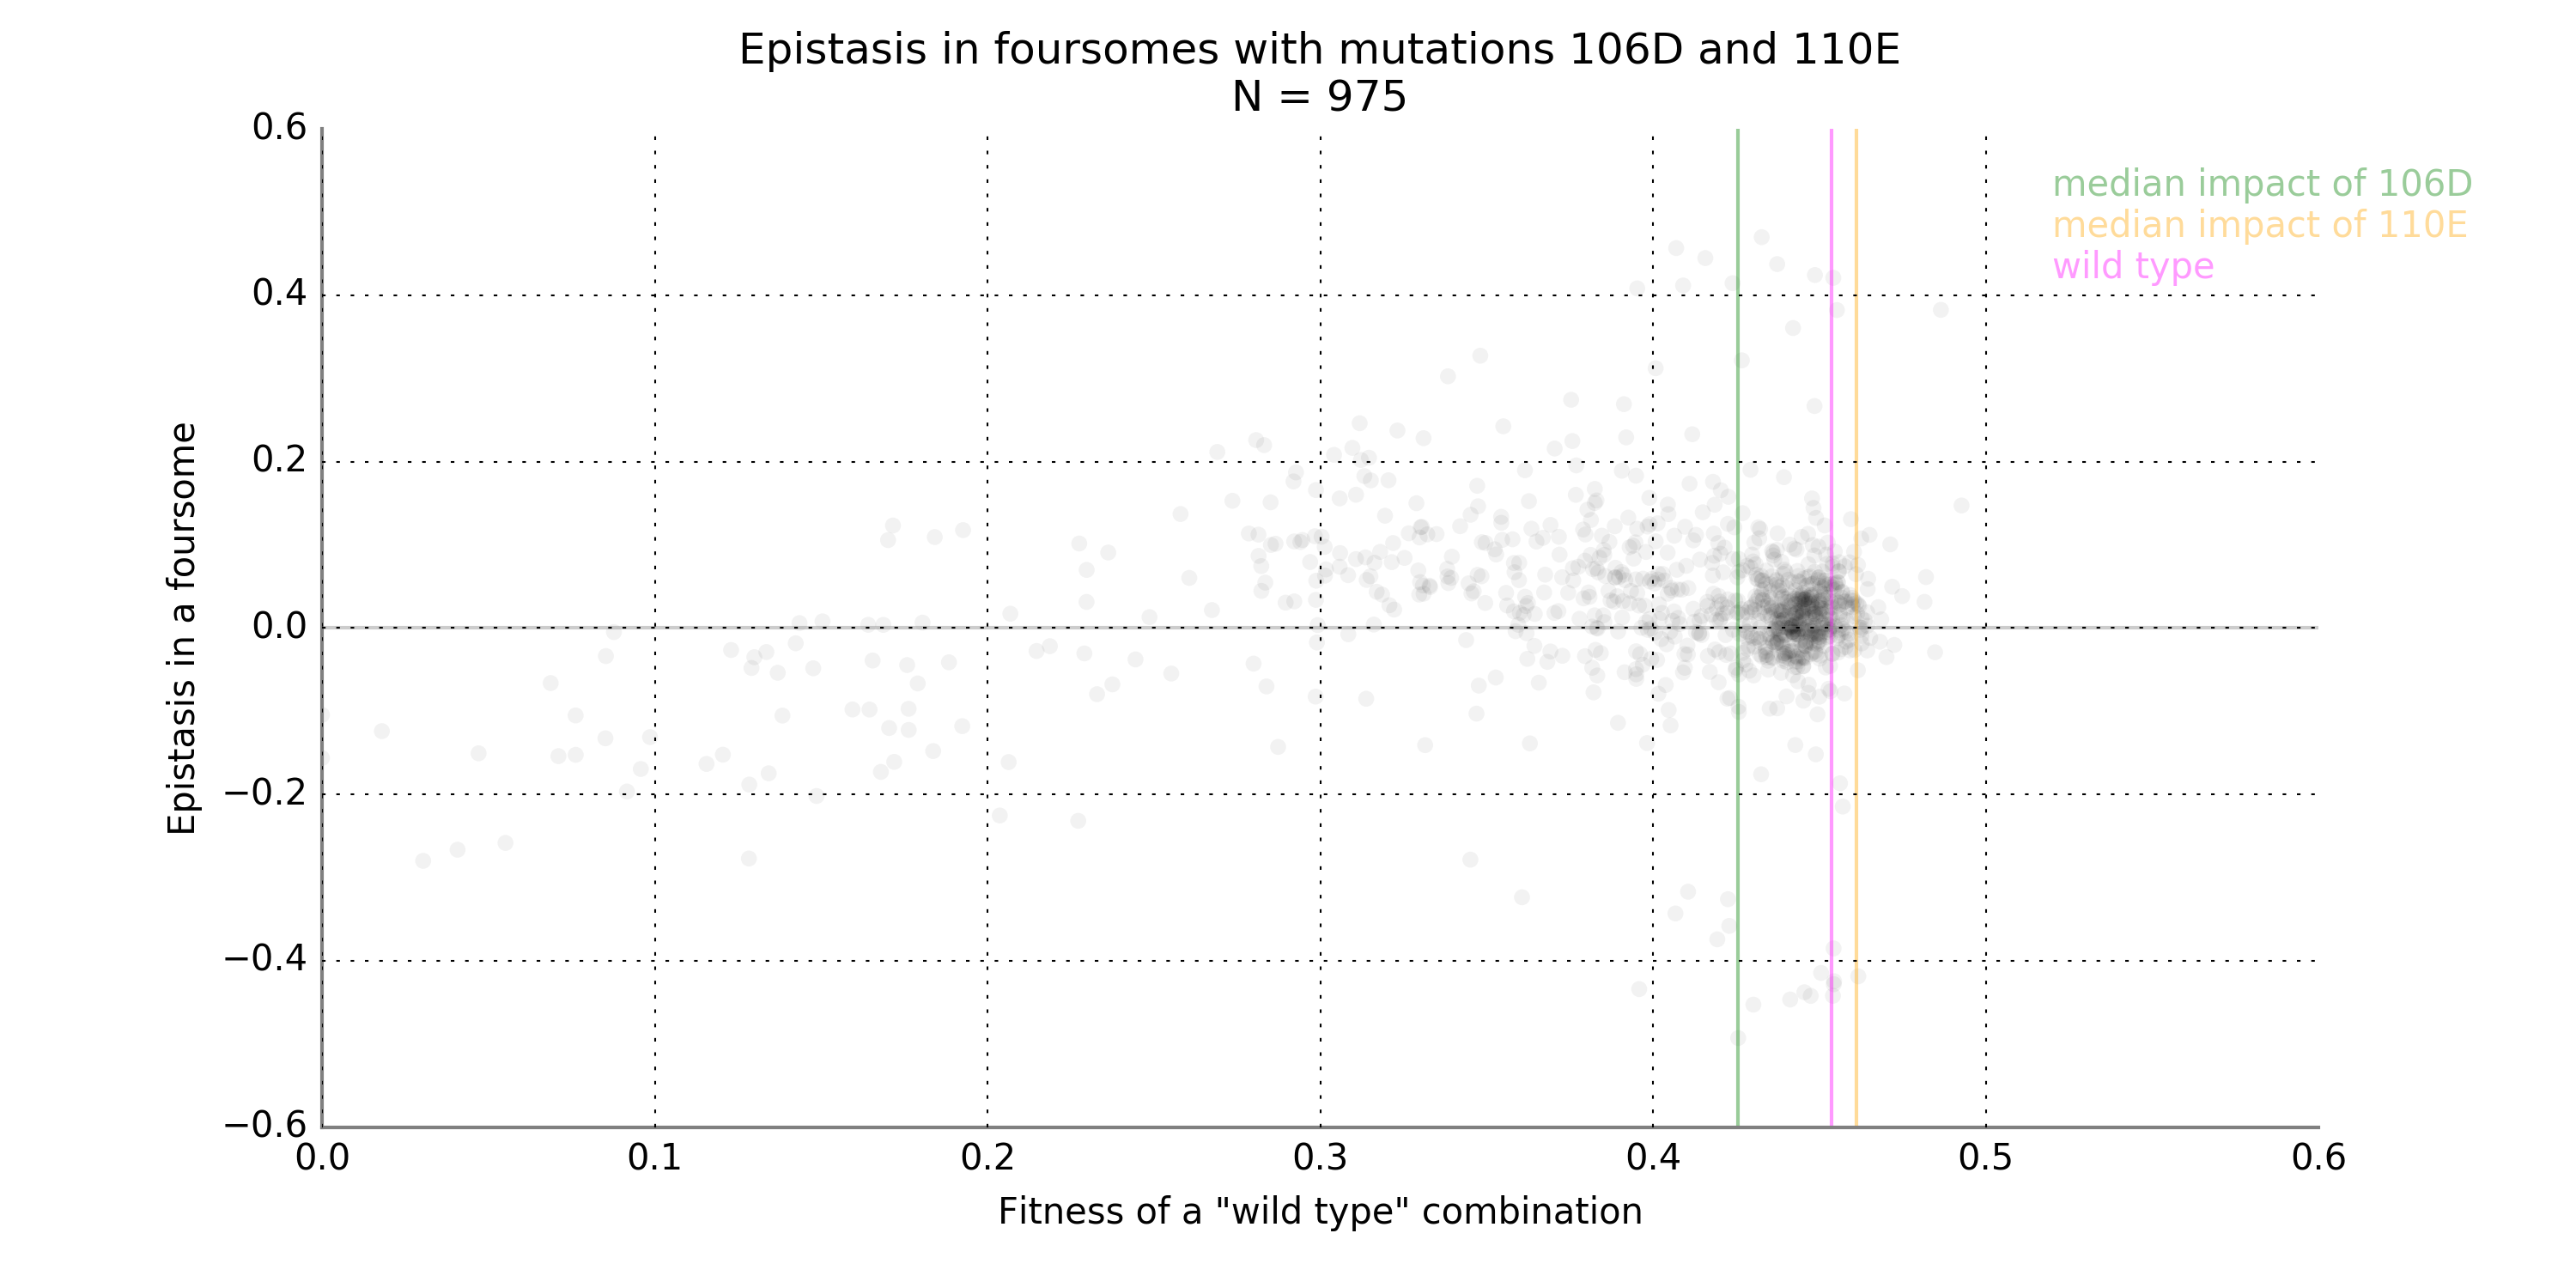 Epistasis in foursomes with mutations 106D and 110E
N = 975
0.6
0.4
0.2
0.0
−0.2
−0.4
−0.6
Epistasis in a foursome
median impact of 106D
median impact of 110E
wild type
0.0 0.1 0.2 0.3 0.4 0.5 0.6
Fitness of a "wild type" combination